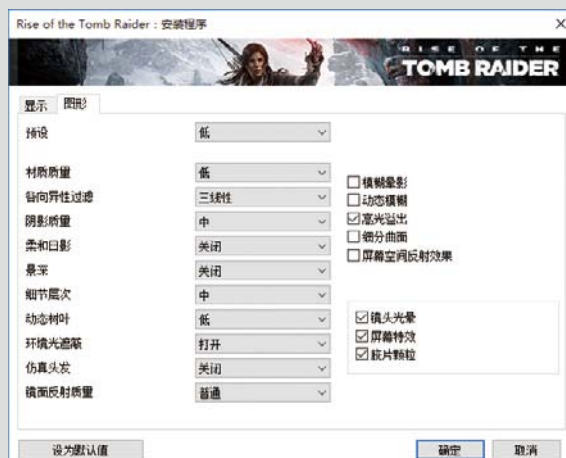 Rise of the Tomb Raider：安装程序
RISE OF THE
TOMB RAIDER
显示 图形
预设 低
材质质量 低
各向异性过滤 三线性
阴影质量 中
柔和日影 关闭
景深 关闭
细节层次 中
动态树叶 低
环境光遮蔽 打开
仿真头发 关闭
镜面反射质量 普通
模糊晕影
动态模糊
高光溢出
细分曲面
屏幕空间反射效果
镜头光晕
屏幕特效
胶片颗粒
设为默认值 确定 取消